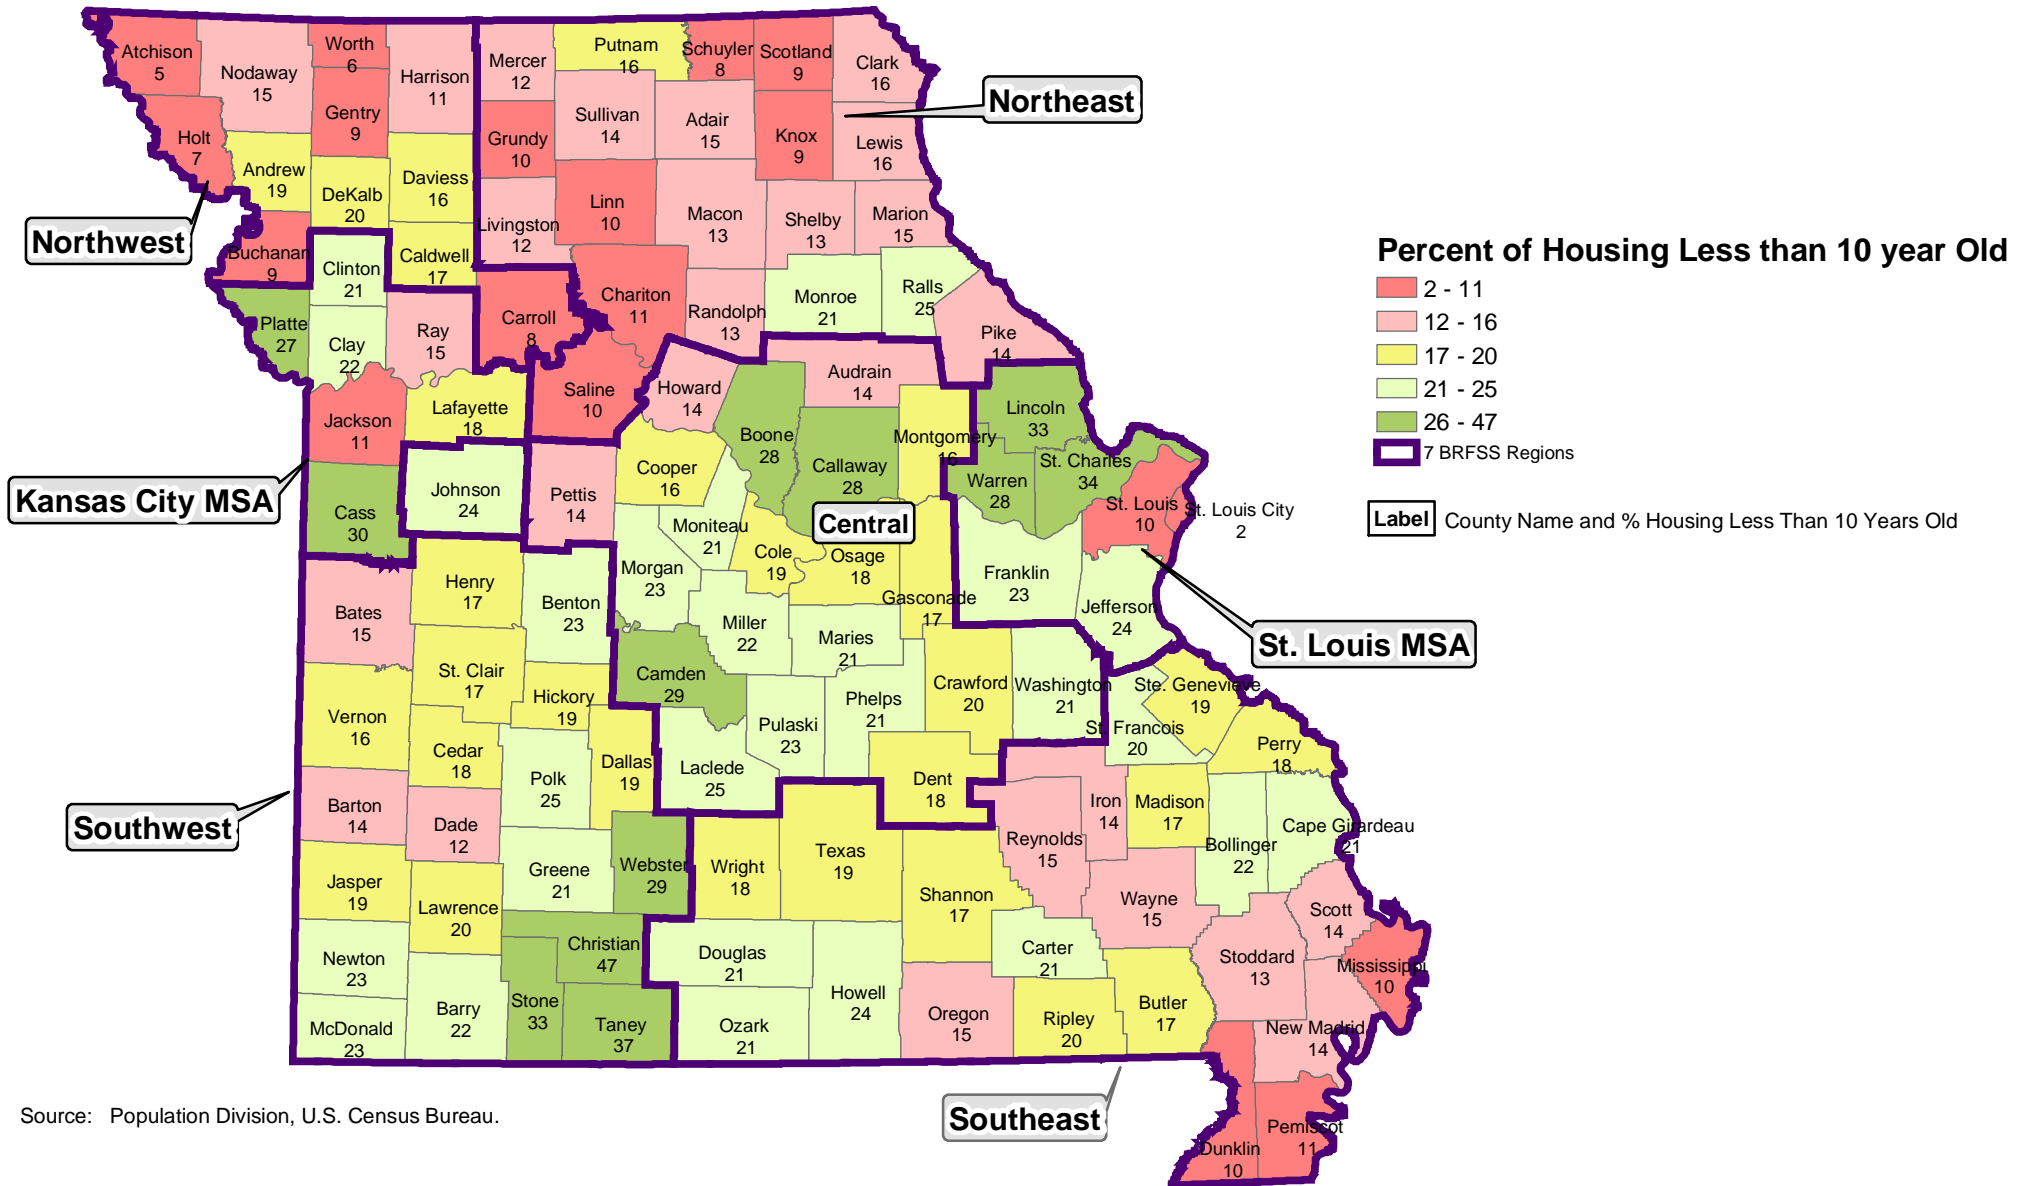 Atchison
5
Nodaway
15
Worth
6
Harrison
11
Mercer
12
Putnam
16
Schuyler
8
Scotland
9
Clark
16
Northeast
Holt
7
Gentry
9
Grundy
10
Sullivan
14
Adair
15
Knox
9
Lewis
16
Andrew
19
DeKalb
20
Daviess
16
Livingston
12
Linn
10
Macon
13
Shelby
13
Marion
15
Northwest
Buchanan
9
Clinton
21
Caldwell
17
Carroll
8
Chariton
11
Randolph
13
Monroe
21
Ralls
25
Pike
14
Platte
27
Clay
22
Ray
15
Saline
10
Howard
14
Audrain
14
Jackson
11
Lafayette
18
Boone
28
Callaway
28
Montgomery
16
Lincoln
33
Warren
28
St. Charles
34
Kansas City MSA
Cass
30
Johnson
24
Pettis
14
Cooper
16
Moniteau
21
Central
St. Louis
10
St. Louis City
2
Morgan
23
Cole
19
Osage
18
Gasconade
17
Franklin
23
Jefferson
24
St. Louis MSA
Bates
15
Henry
17
Benton
23
Miller
22
Maries
21
St. Clair
17
Hickory
19
Camden
29
Pulaski
23
Phelps
21
Crawford
20
Washington
21
Ste. Genevieve
19
St. Francois
20
Perry
18
Vernon
16
Cedar
18
Polk
25
Dallas
19
Laclede
25
Dent
18
Southwest
Barton
14
Dade
12
Greene
21
Webster
29
Wright
18
Texas
19
Shannon
17
Reynolds
15
Iron
14
Madison
17
Bollinger
22
Cape Girardeau
21
Jasper
19
Lawrence
20
Christian
47
Douglas
21
Howell
24
Carter
21
Wayne
15
Stoddard
13
Scott
14
Mississippi
10
Newton
23
McDonald
23
Barry
22
Stone
33
Taney
37
Ozark
21
Oregon
15
Ripley
20
Butler
17
New Madrid
14
Southeast
Dunklin
10
Pemiscot
11
Percent of Housing Less than 10 year Old
2 - 11
12 - 16
17 - 20
21 - 25
26 - 47
7 BRFSS Regions
Label County Name and % Housing Less Than 10 Years Old
Source: Population Division, U.S. Census Bureau.